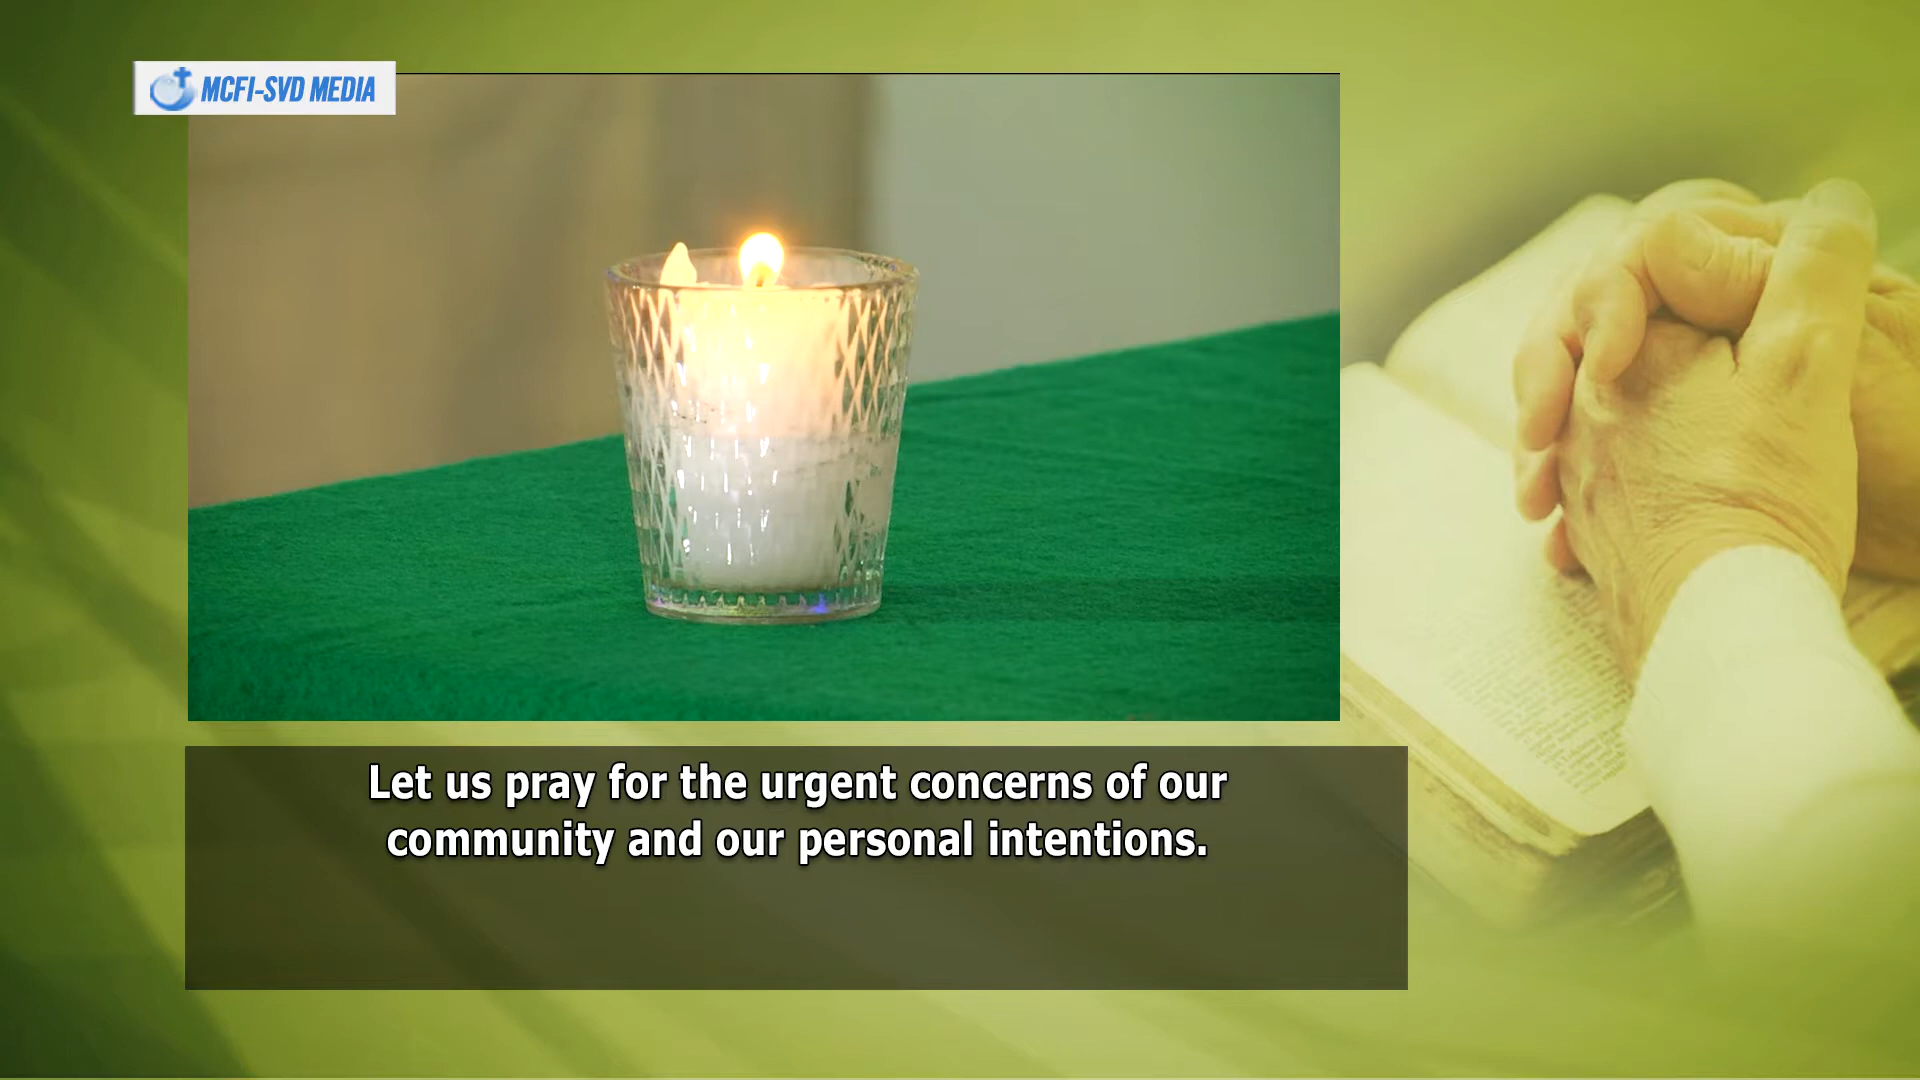 MCFI-SVD MEDIA
Let us pray for the urgent concerns of our
community and our personal intentions.